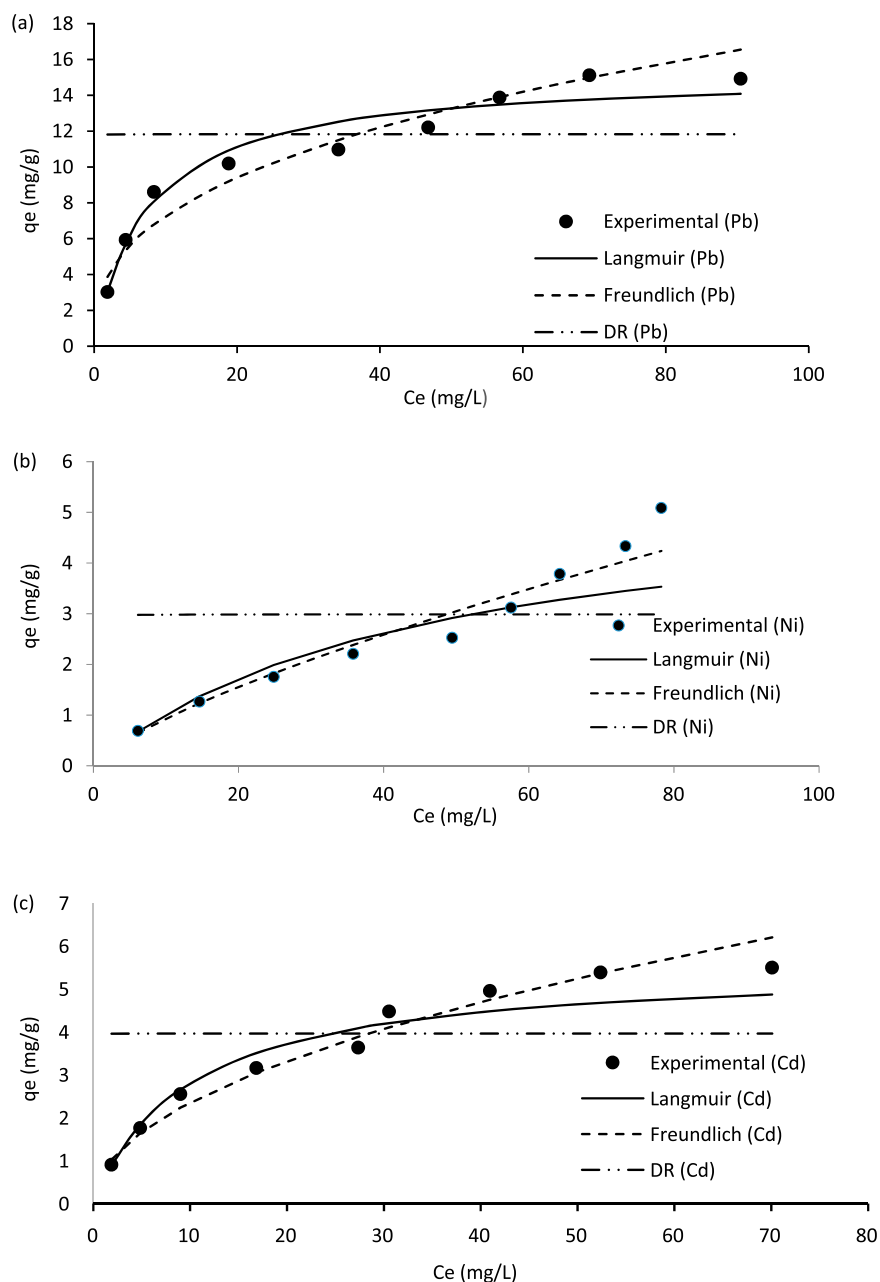 (a)
18
16
14
12
10
8
6
4
2
0
qe (mg/g)
Experimental (Pb)
Langmuir (Pb)
Freundlich (Pb)
DR (Pb)
0 20 40 60 80 100
Ce (mg/L)
(b)
6
5
4
3
2
1
0
qe (mg/g)
Experimental (Ni)
Langmuir (Ni)
Freundlich (Ni)
DR (Ni)
0 20 40 60 80 100
Ce (mg/L)
(c)
7
6
5
4
3
2
1
0
qe (mg/g)
Experimental (Cd)
Langmuir (Cd)
Freundlich (Cd)
DR (Cd)
0 10 20 30 40 50 60 70 80
Ce (mg/L)